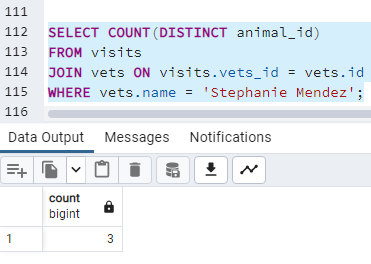 111
112 SELECT COUNT(DISTINCT animal_id)
113 FROM visits
114 JOIN vets ON visits.vets_id = vets.id
115 WHERE vets.name = 'Stephanie Mendez';
116
Data Output Messages Notifications
count
bigint
1 3